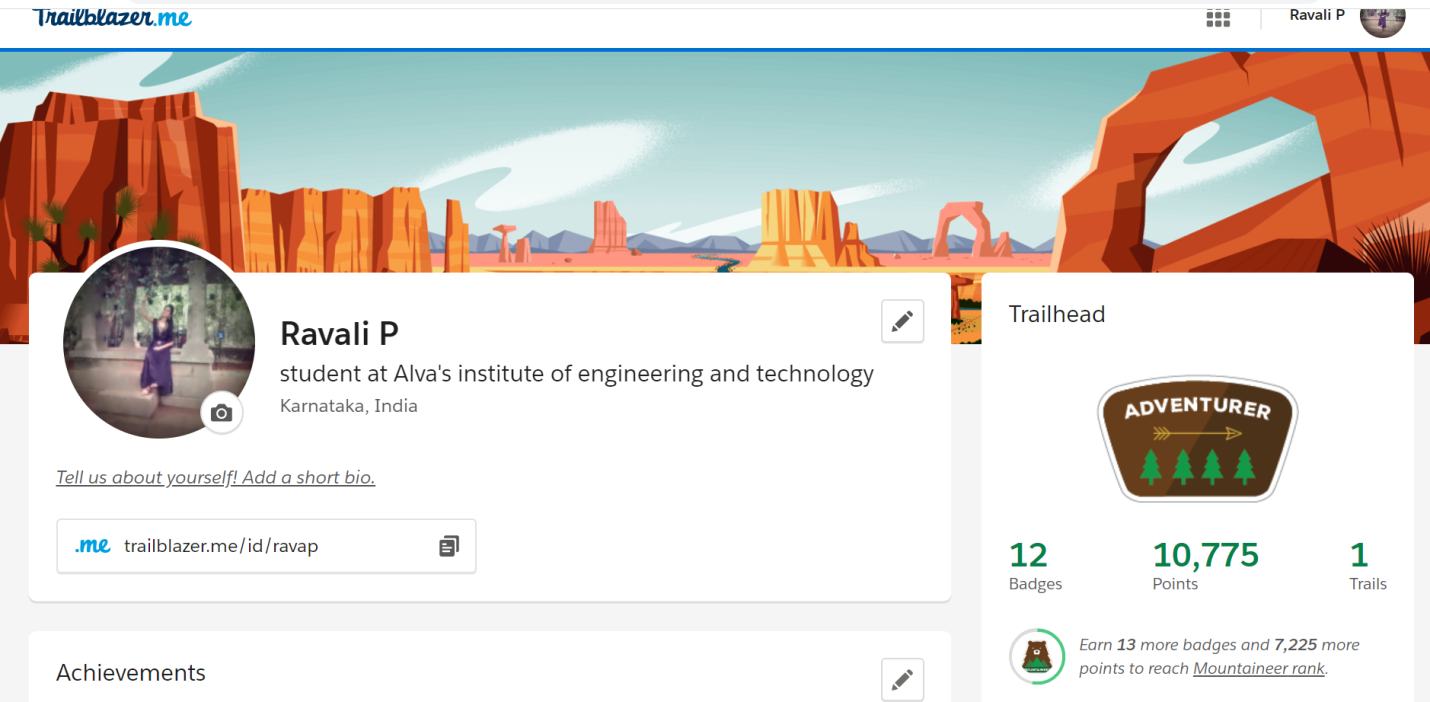 Trailblazer.me
Ravali P
Ravali P
student at Alva's institute of engineering and technology
Karnataka, India
Tell us about yourself! Add a short bio.
.me trailblazer.me/id/ravap
Achievements
Trailhead
ADVENTURER
12 10,775 1
Badges Points Trails
Earn 13 more badges and 7,225 more
points to reach Mountaineer rank.